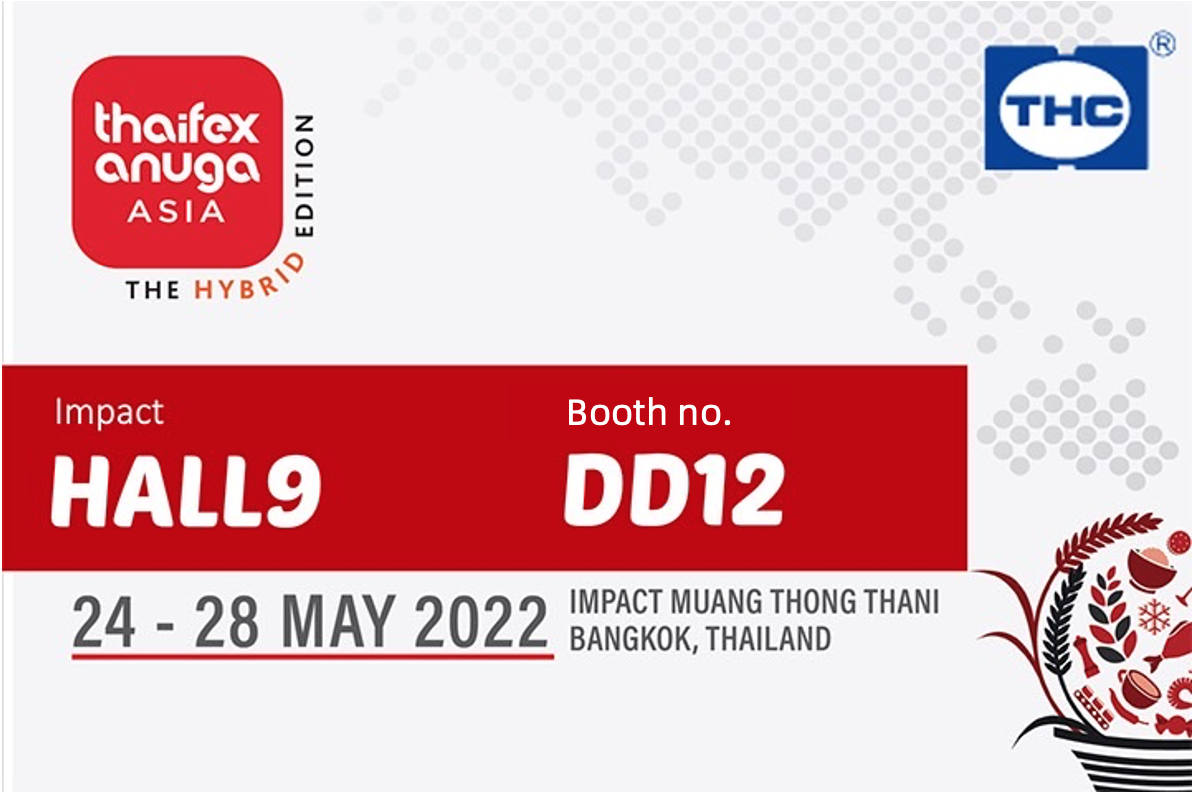 thaifex
anuga
ASIA
THE HYBRID EDITION
THC®
Impact
HALL9
Booth no.
DD12
24 - 28 MAY 2022
IMPACT MUANG THONG THANI
BANGKOK, THAILAND